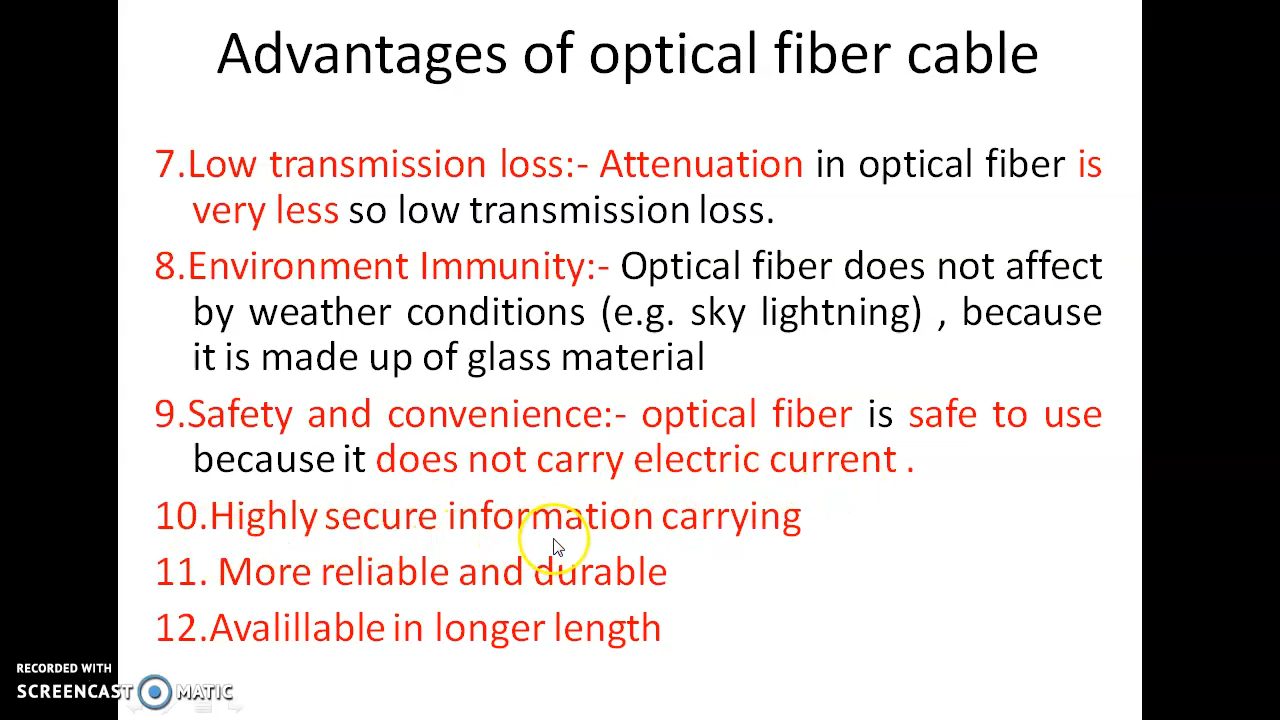 Advantages of optical fiber cable
7.Low transmission loss:- Attenuation in optical fiber is
very less so low transmission loss.
8.Environment Immunity:- Optical fiber does not affect
by weather conditions (e.g. sky lightning) , because
it is made up of glass material
9.Safety and convenience:- optical fiber is safe to use
because it does not carry electric current .
10.Highly secure information carrying
11. More reliable and durable
12.Avalillable in longer length
RECORDED WITH
SCREENCAST MATIC